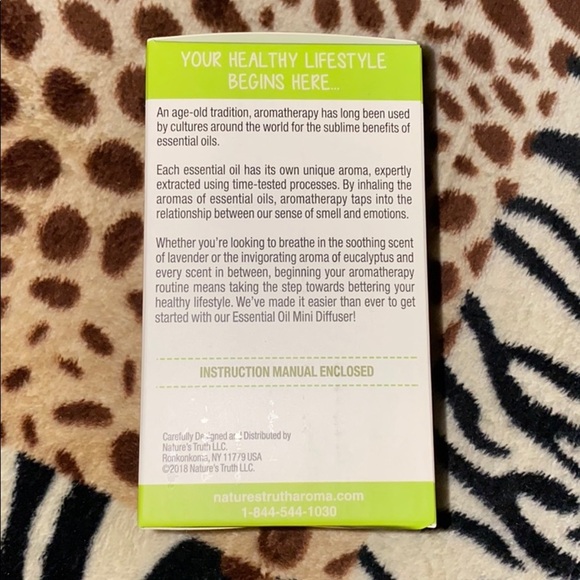 YOUR HEALTHY LIFESTYLE
BEGINS HERE...
An age-old tradition, aromatherapy has long been used
by cultures around the world for the sublime benefits of
essential oils.
Each essential oil has its own unique aroma, expertly
extracted using time-tested processes. By inhaling the
aromas of essential oils, aromatherapy taps into the
relationship between our sense of smell and emotions.
Whether you're looking to breathe in the soothing scent
of lavender or the invigorating aroma of eucalyptus and
every scent in between, beginning your aromatherapy
routine means taking the step towards bettering your
healthy lifestyle. We've made it easier than ever to get
started with our Essential Oil Mini Diffuser!
INSTRUCTION MANUAL ENCLOSED
Carefully Designed and Distributed by
Nature's Truth LLC.
Ronkonkoma, NY 11779 USA
©2018 Nature's Truth LLC.
naturestrutharoma.com
1-844-544-1030